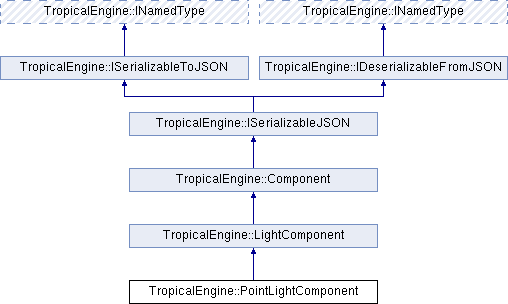 TropicalEngine::INamedType
TropicalEngine::INamedType
TropicalEngine::ISerializableToJSON
TropicalEngine::IDeserializableFromJSON
TropicalEngine::ISerializableJSON
TropicalEngine::Component
TropicalEngine::LightComponent
TropicalEngine::PointLightComponent